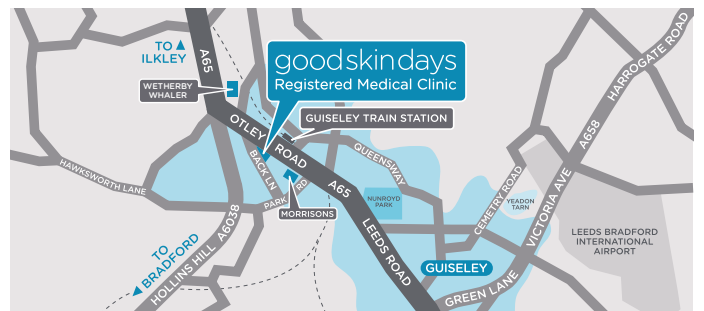 TO
ILKLEY
A65
HARROGATE ROAD
goodskindays
Registered Medical Clinic
WETHERBY
WHALER
GUISELEY TRAIN STATION
OTLEY ROAD
A658
BACK LN
QUEENSWAY
HAWKSWORTH LANE
PARK RD
A65
CEMETRY ROAD
VICTORIA AVE
NUNROYD
PARK
YEADON
TARN
MORRISONS
A6038
LEEDS ROAD
LEEDS BRADFORD
INTERNATIONAL
AIRPORT
TO
BRADFORD
HOLLINS HILL
GUISELEY
GREEN LANE